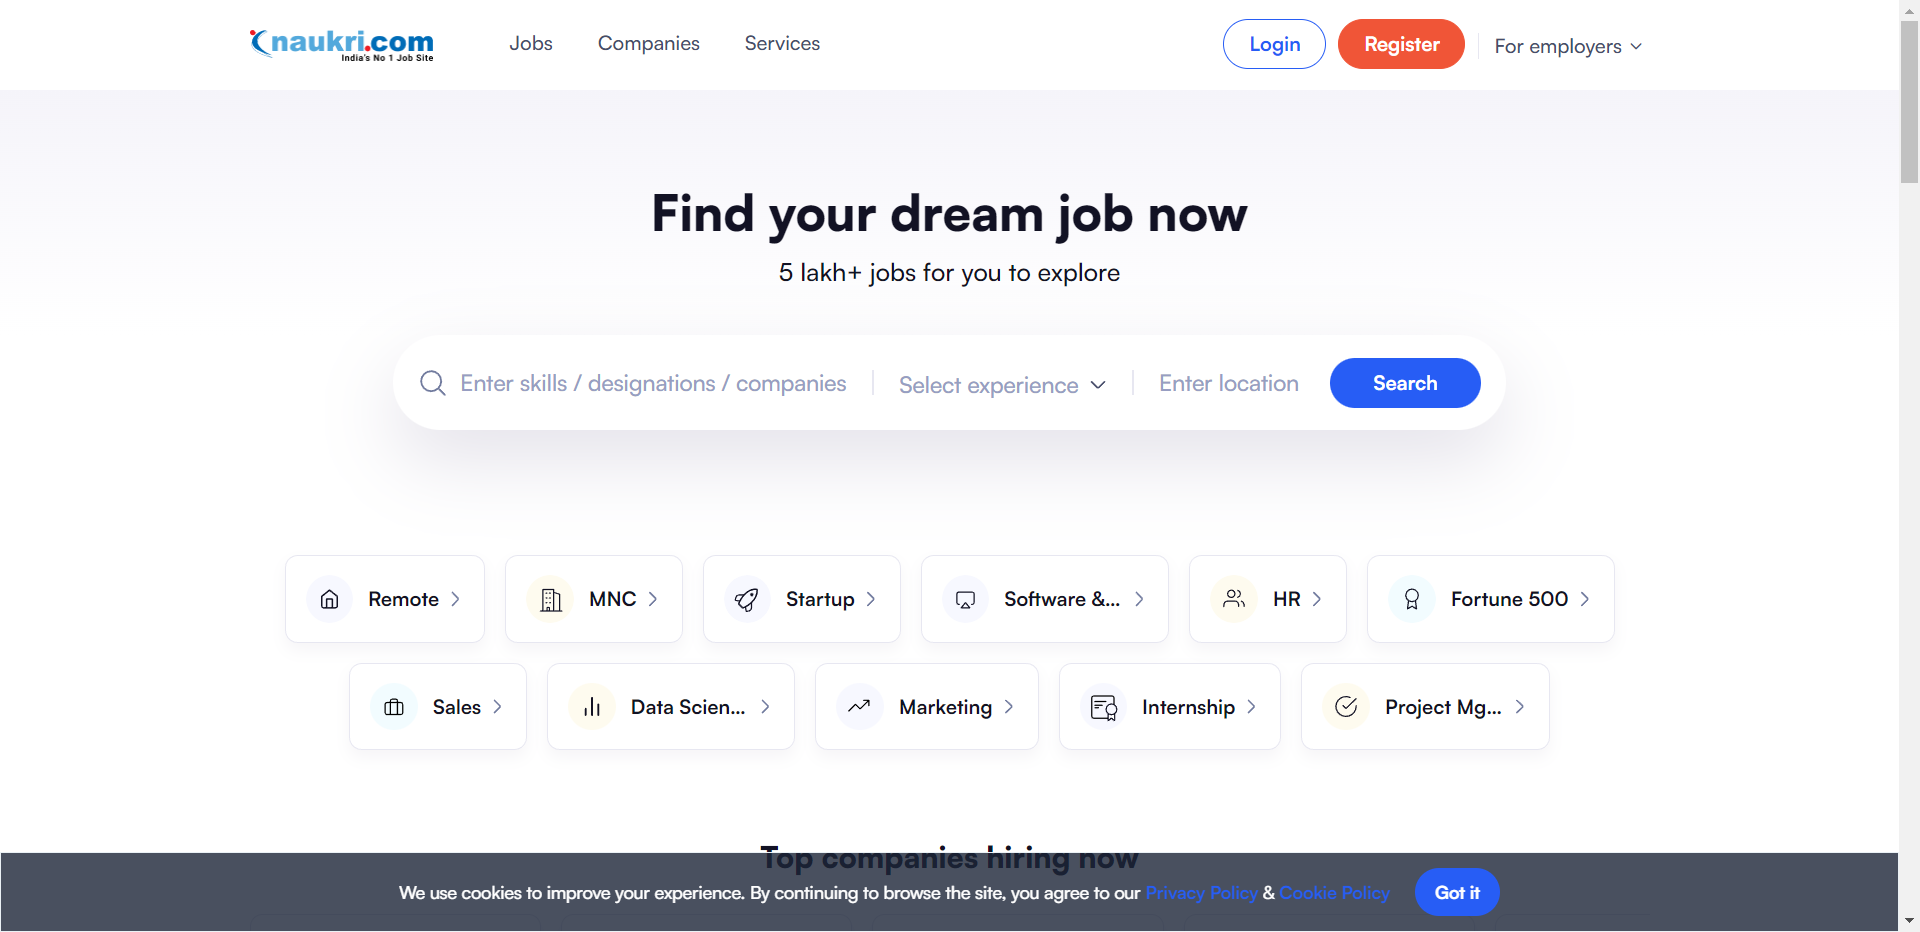 naukri.com
India's No 1 Job Site
Jobs
Companies
Services
Login
Register
For employers
Find your dream job now
5 lakh+ jobs for you to explore
Enter skills / designations / companies
Select experience
Enter location
Search
Remote
MNC
Startup
Software &...
HR
Fortune 500
Sales
Data Scien...
Marketing
Internship
Project Mg...
Top companies hiring now
We use cookies to improve your experience. By continuing to browse the site, you agree to our Privacy Policy & Cookie Policy
Got it